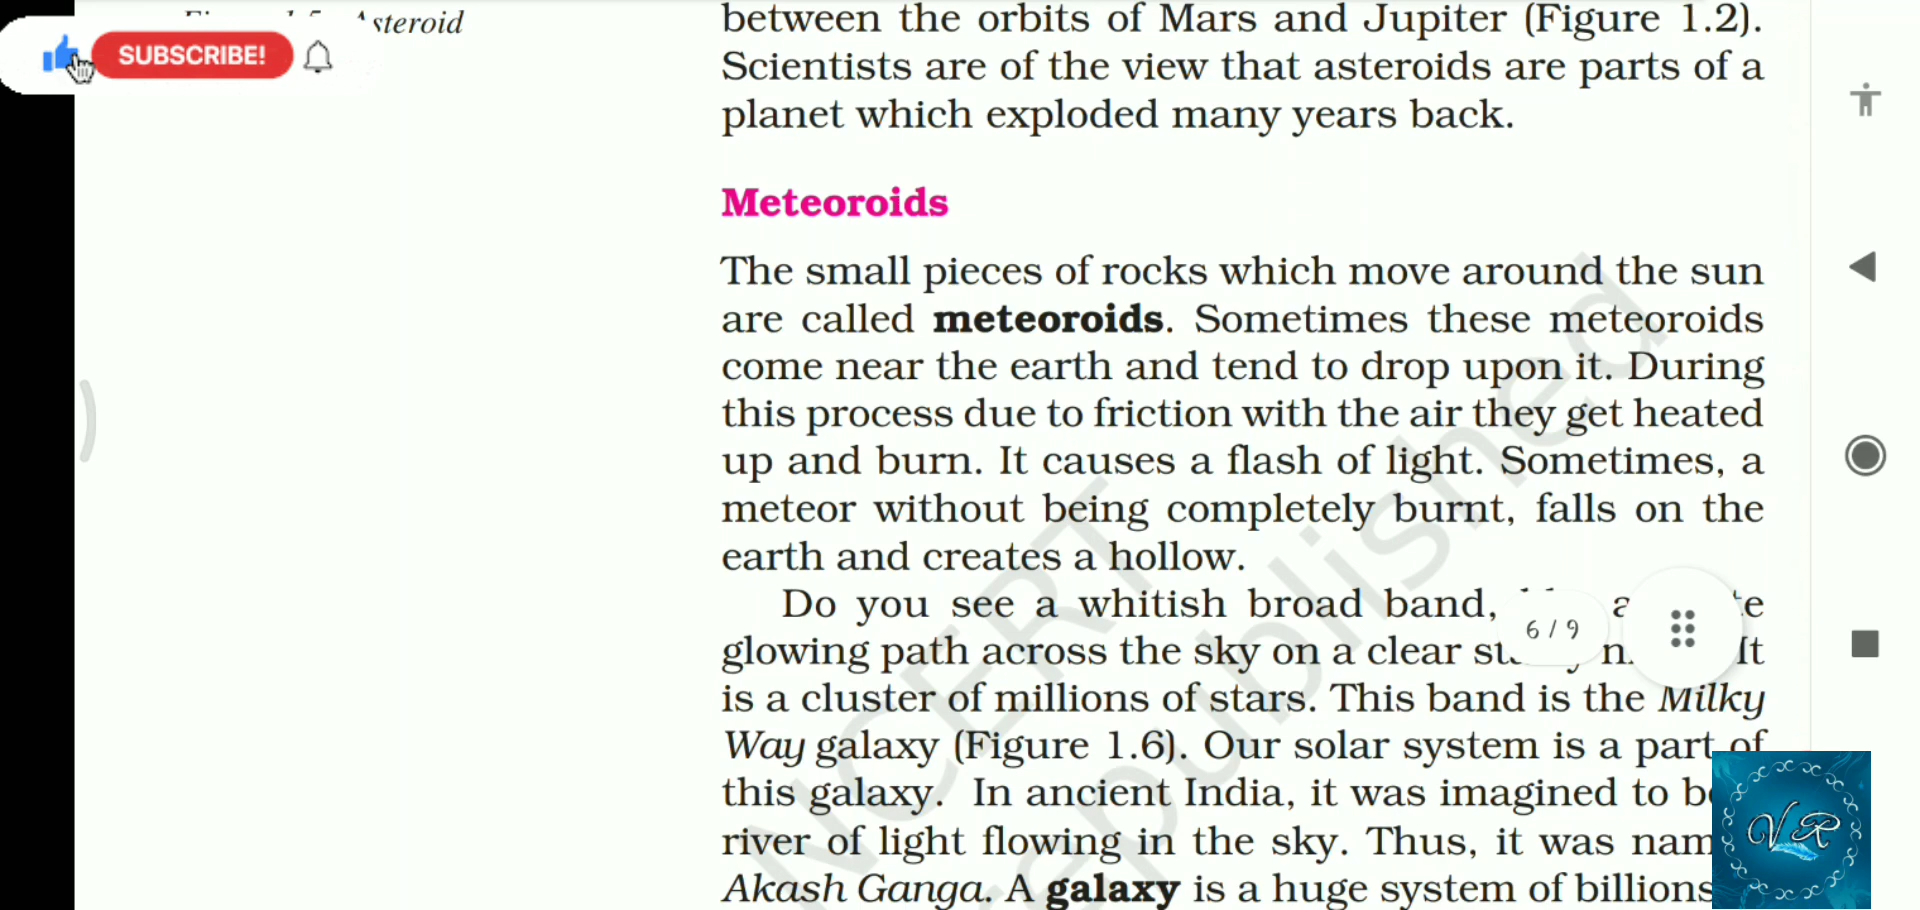 Asteroid
SUBSCRIBE!
between the orbits of Mars and Jupiter (Figure 1.2).
Scientists are of the view that asteroids are parts of a
planet which exploded many years back.
Meteoroids
The small pieces of rocks which move around the sun
are called meteoroids. Sometimes these meteoroids
come near the earth and tend to drop upon it. During
this process due to friction with the air they get heated
up and burn. It causes a flash of light. Sometimes, a
meteor without being completely burnt, falls on the
earth and creates a hollow.
Do you see a whitish broad band, a
6 / 9
glowing path across the sky on a clear It
is a cluster of millions of stars. This band is the Milky
Way galaxy (Figure 1.6). Our solar system is a part of
this galaxy. In ancient India, it was imagined to
river of light flowing in the sky. Thus, it was
Akash Ganga. A galaxy is a huge system of billions
NCERT
republished
VR